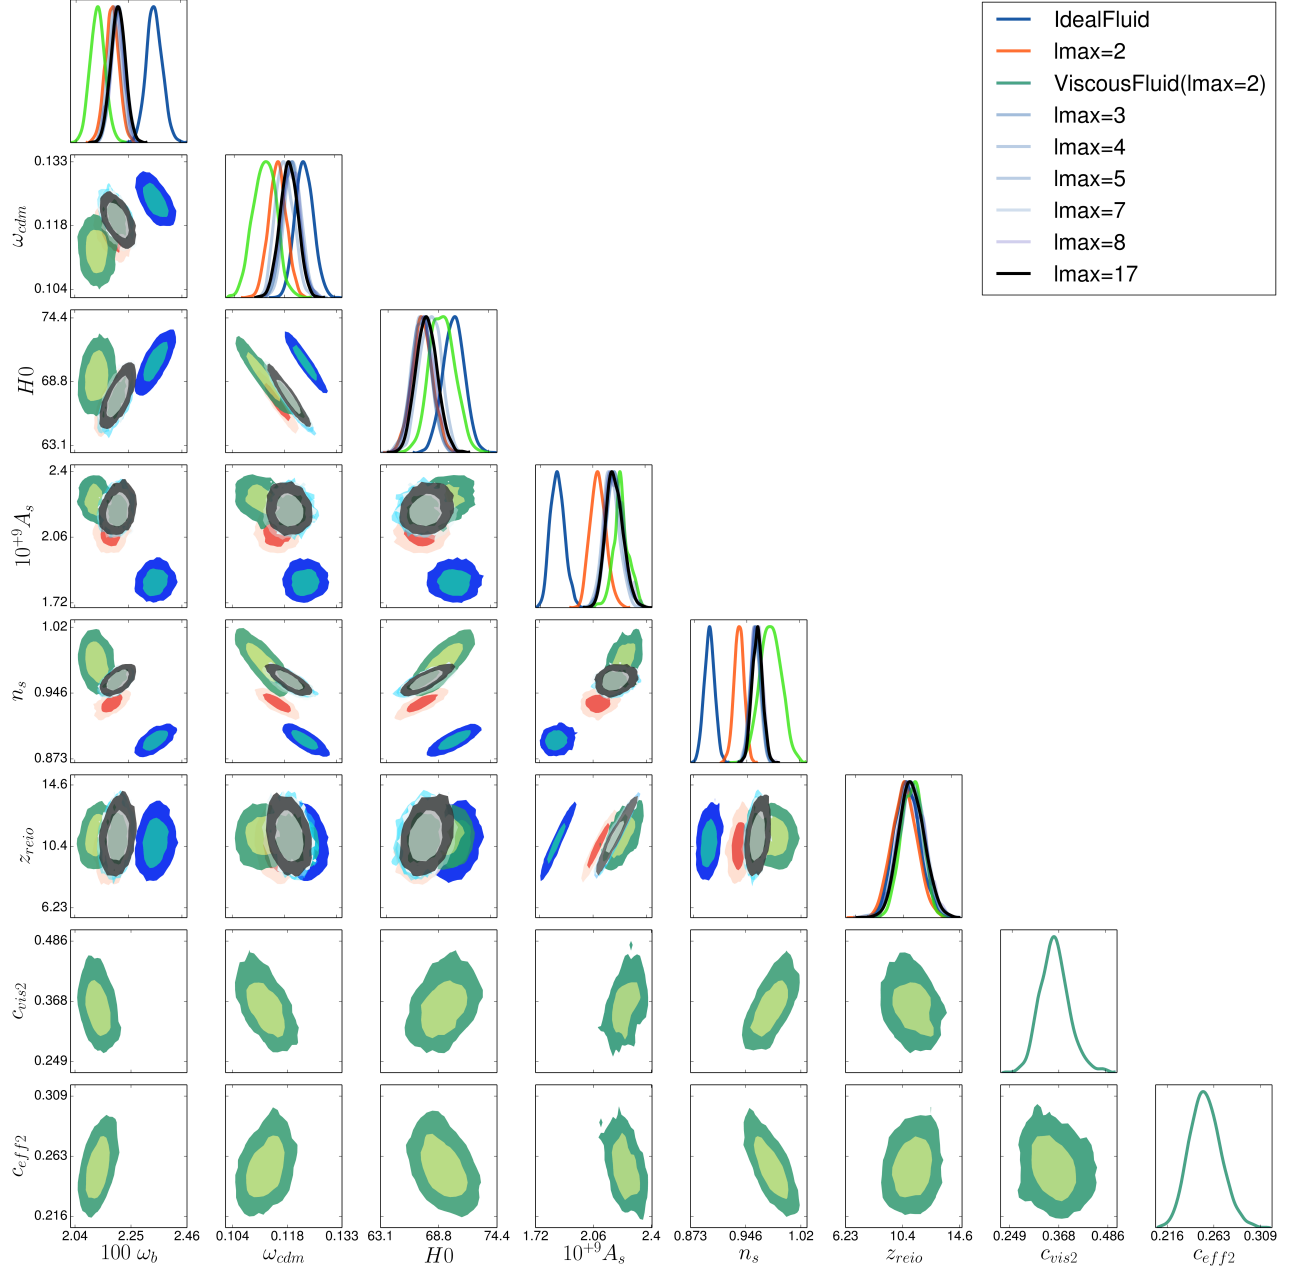 IdealFluid
lmax=2
ViscousFluid(lmax=2)
lmax=3
lmax=4
lmax=5
lmax=7
lmax=8
lmax=17
0.133
0.118
0.104
ω_cdm
74.4
68.8
63.1
H0
2.4
2.06
1.72
10^{+9}A_s
1.02
0.946
0.873
n_s
14.6
10.4
6.23
z_reio
0.486
0.368
0.249
c_vis2
0.309
0.263
0.216
c_eff2
2.04 2.25 2.46 0.104 0.118 0.133 63.1 68.8 74.4 1.72 2.06 2.4 0.873 0.946 1.02 6.23 10.4 14.6 0.249 0.368 0.486 0.216 0.263 0.309
100 ω_b ω_cdm H0 10^{+9}A_s n_s z_reio c_vis2 c_eff2